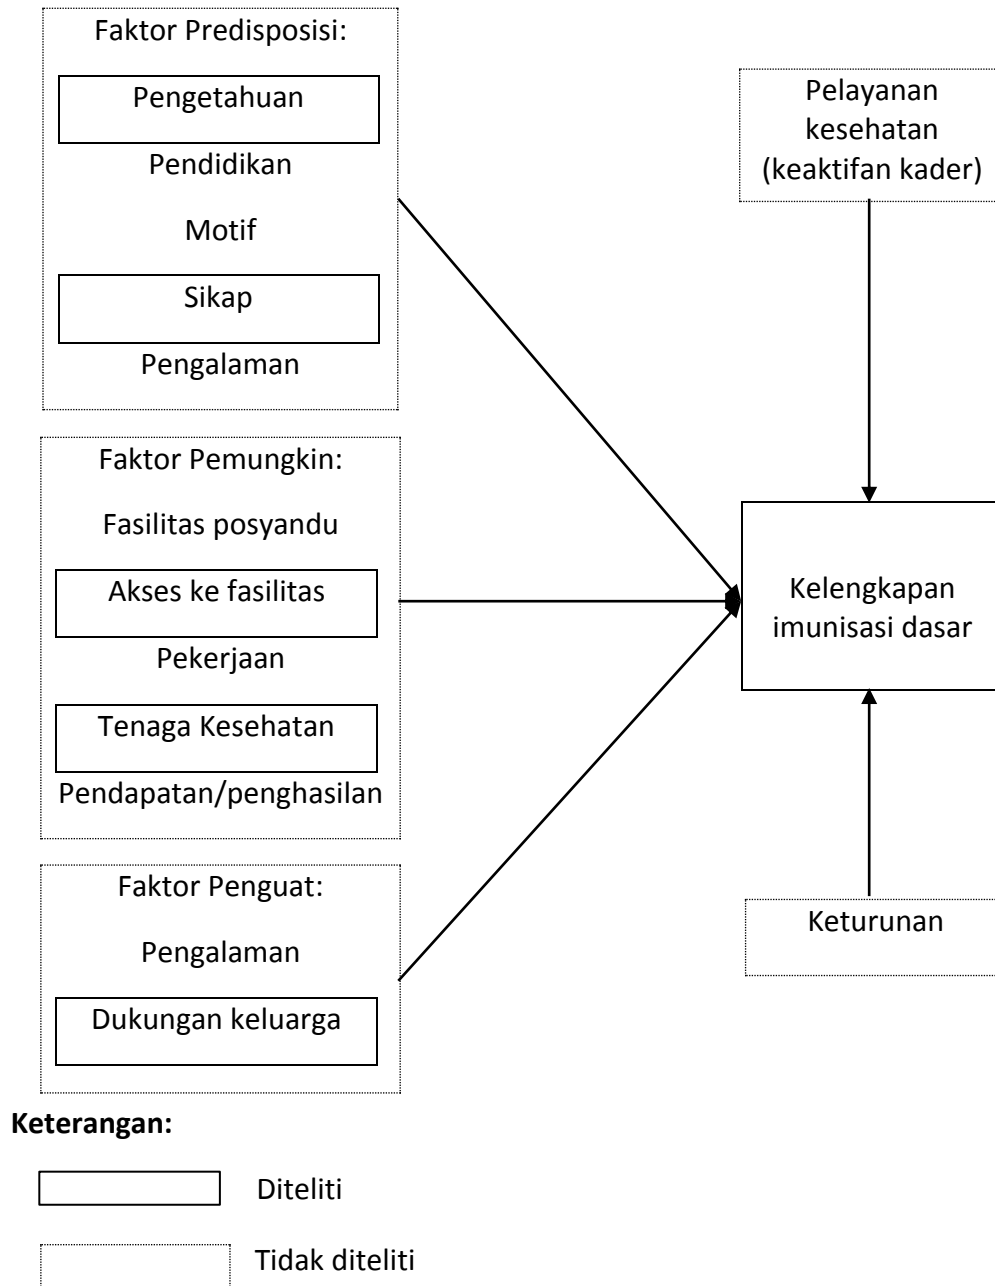 Faktor Predisposisi:
Pengetahuan
Pendidikan
Motif
Sikap
Pengalaman
Faktor Pemungkin:
Fasilitas posyandu
Akses ke fasilitas
Pekerjaan
Tenaga Kesehatan
Pendapatan/penghasilan
Faktor Penguat:
Pengalaman
Dukungan keluarga
Pelayanan
kesehatan
(keaktifan kader)
Kelengkapan
imunisasi dasar
Keturunan
Keterangan:
Diteliti
Tidak diteliti